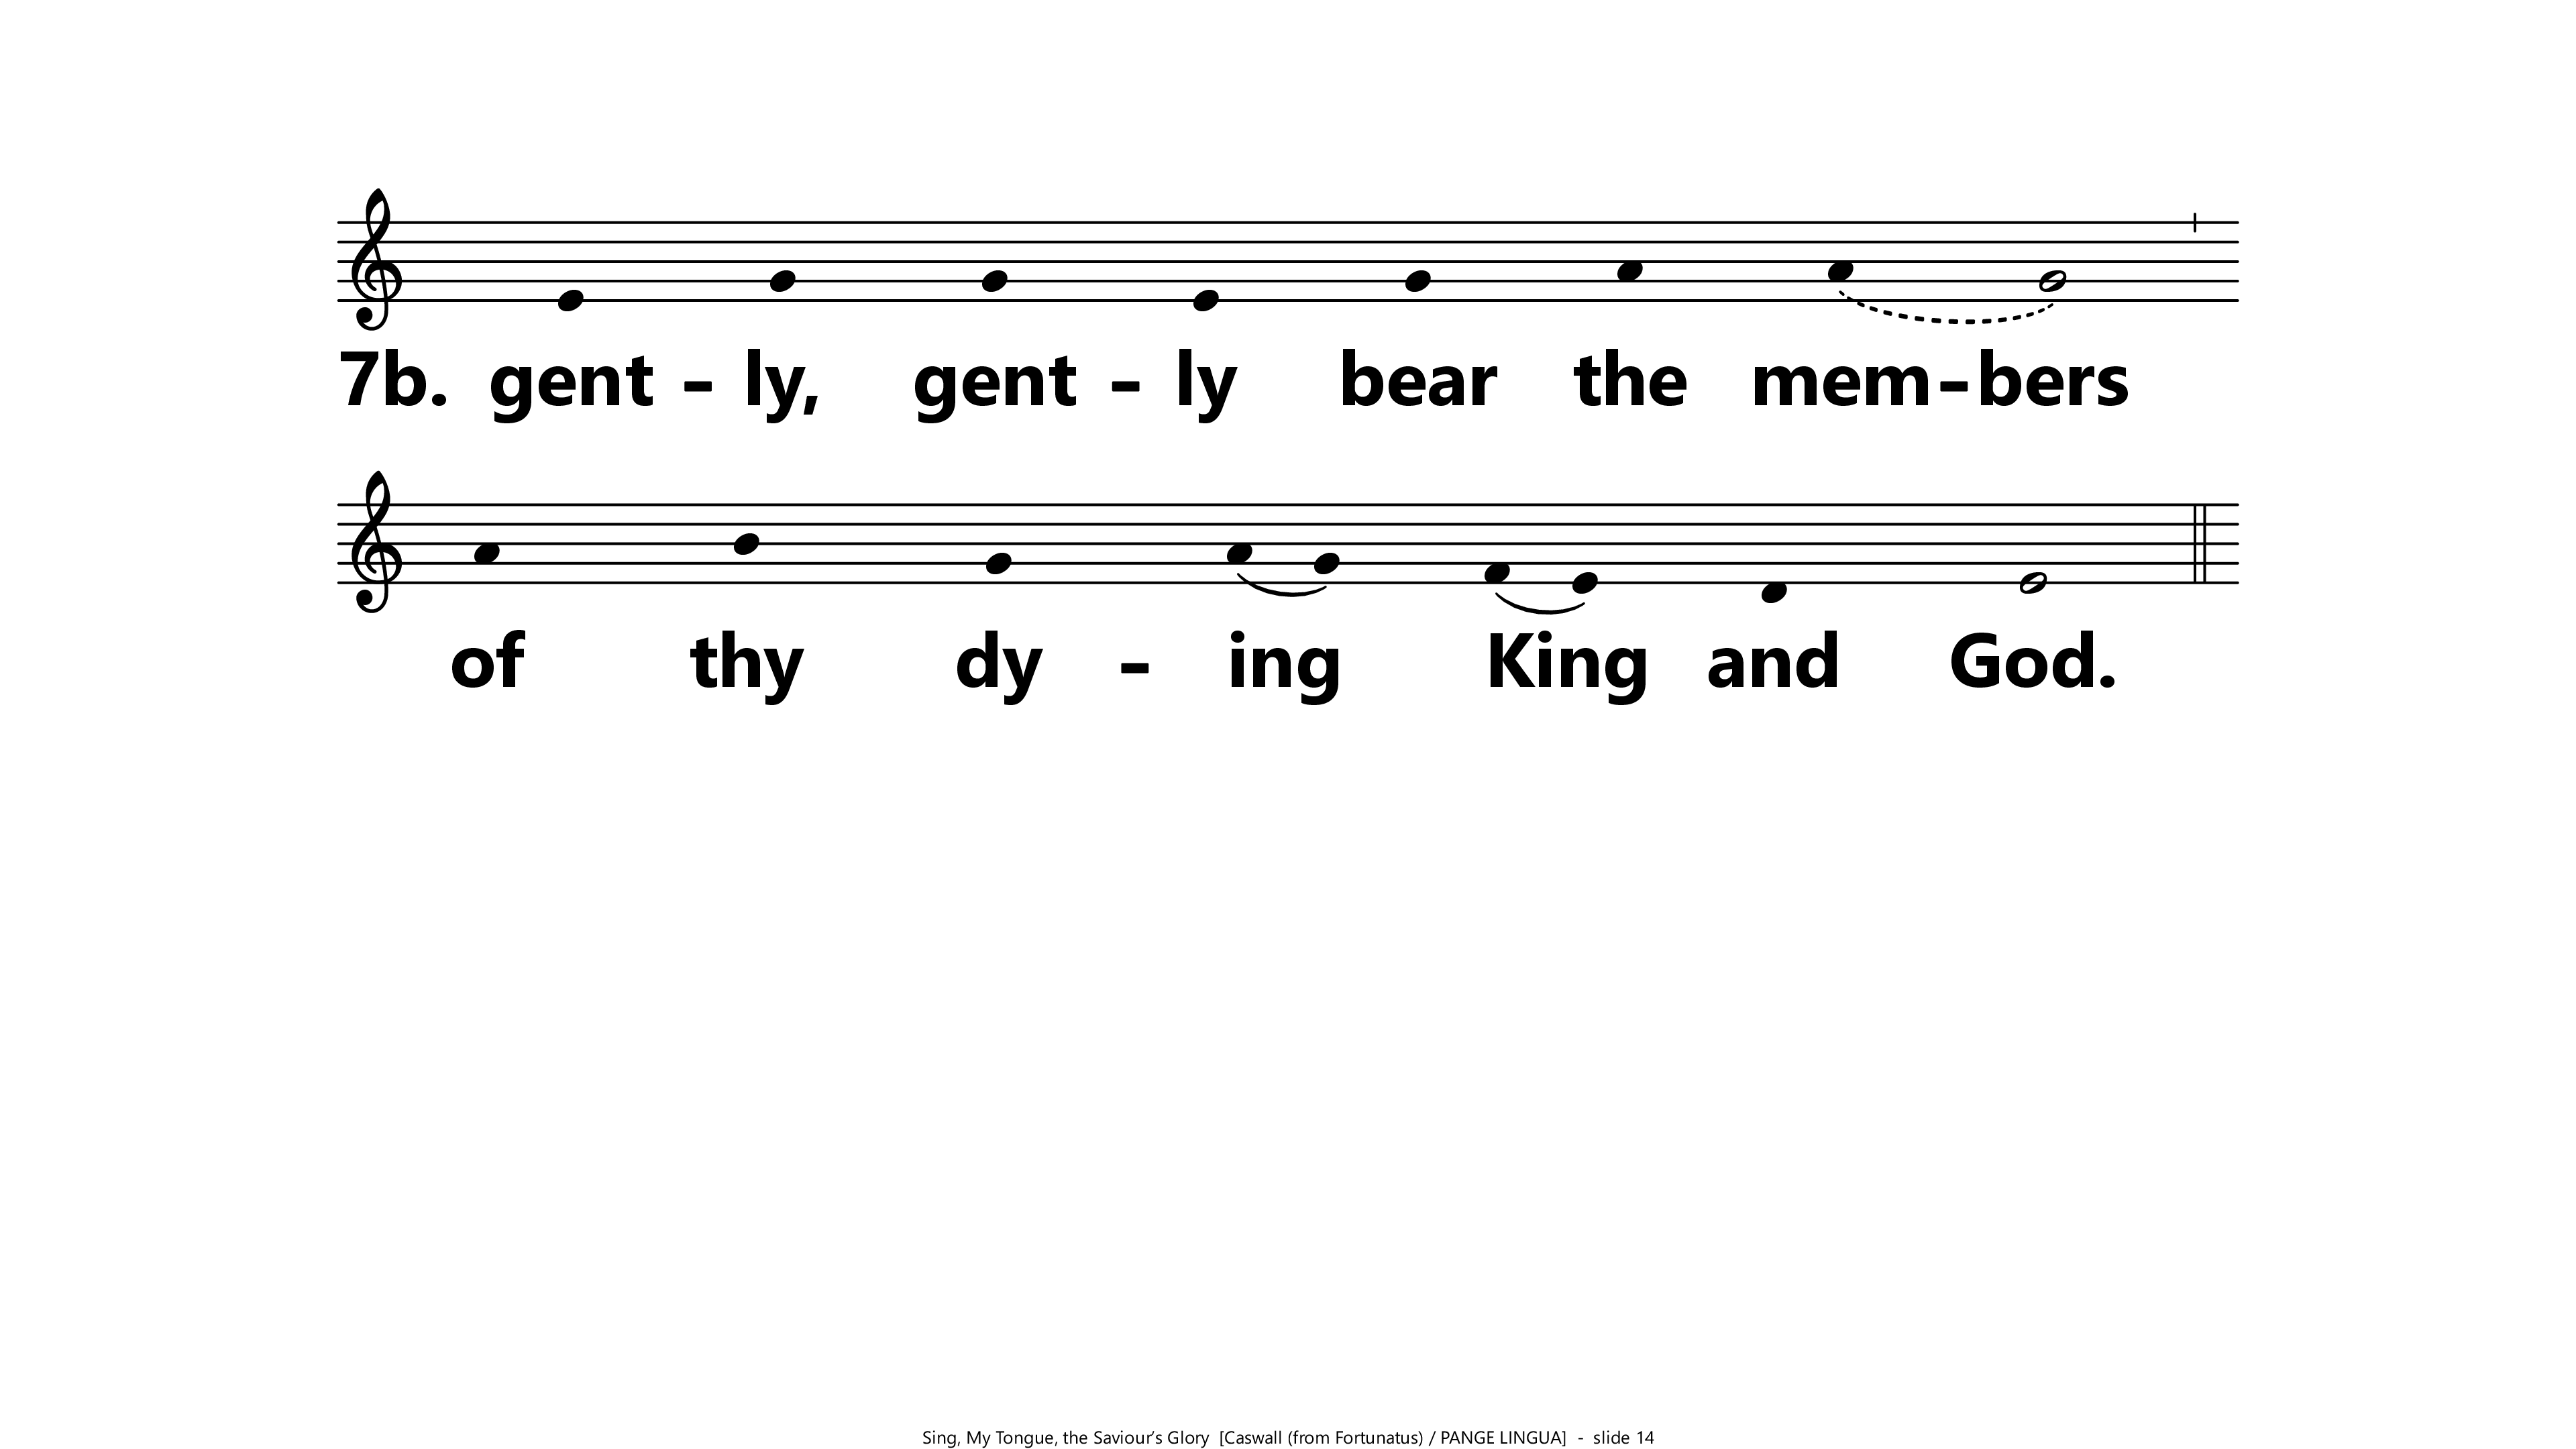 7b. gent - ly, gent - ly bear the mem-bers
of thy dy - ing King and God.
Sing, My Tongue, the Saviour’s Glory [Caswall (from Fortunatus) / PANGE LINGUA] - slide 14